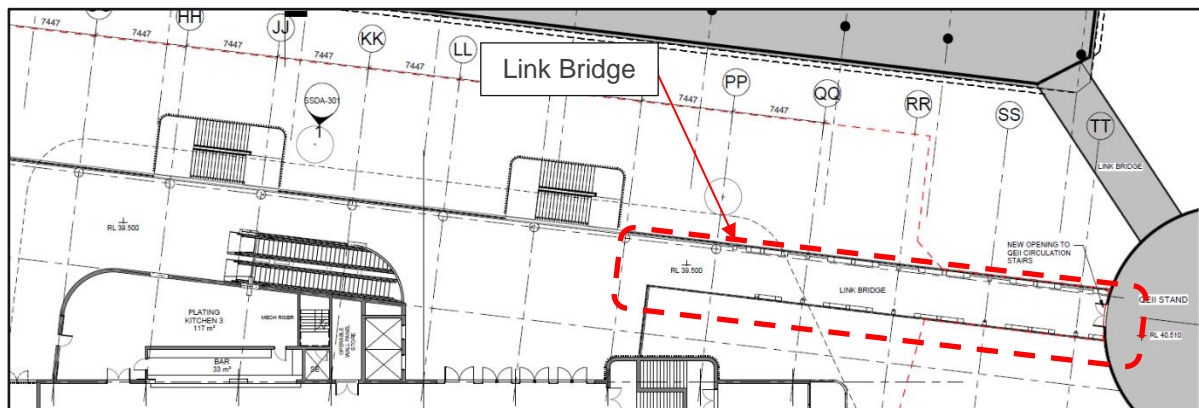 HH
7447
7447
JJ
7447
KK
7447
LL
7447
Link Bridge
PP
7447
QQ
RR
SS
TT
SSDA-301
1
LINK BRIDGE
RL 39.500
RL 39.500
NEW OPENING TO
QEII CIRCULATION
STAIRS
LINK BRIDGE
QEII STAND
RL 40.510
PLATING
KITCHEN 3
117 m²
MECH RISER
OPERABLE
WALL PANEL
STORE
BAR
33 m²
SE